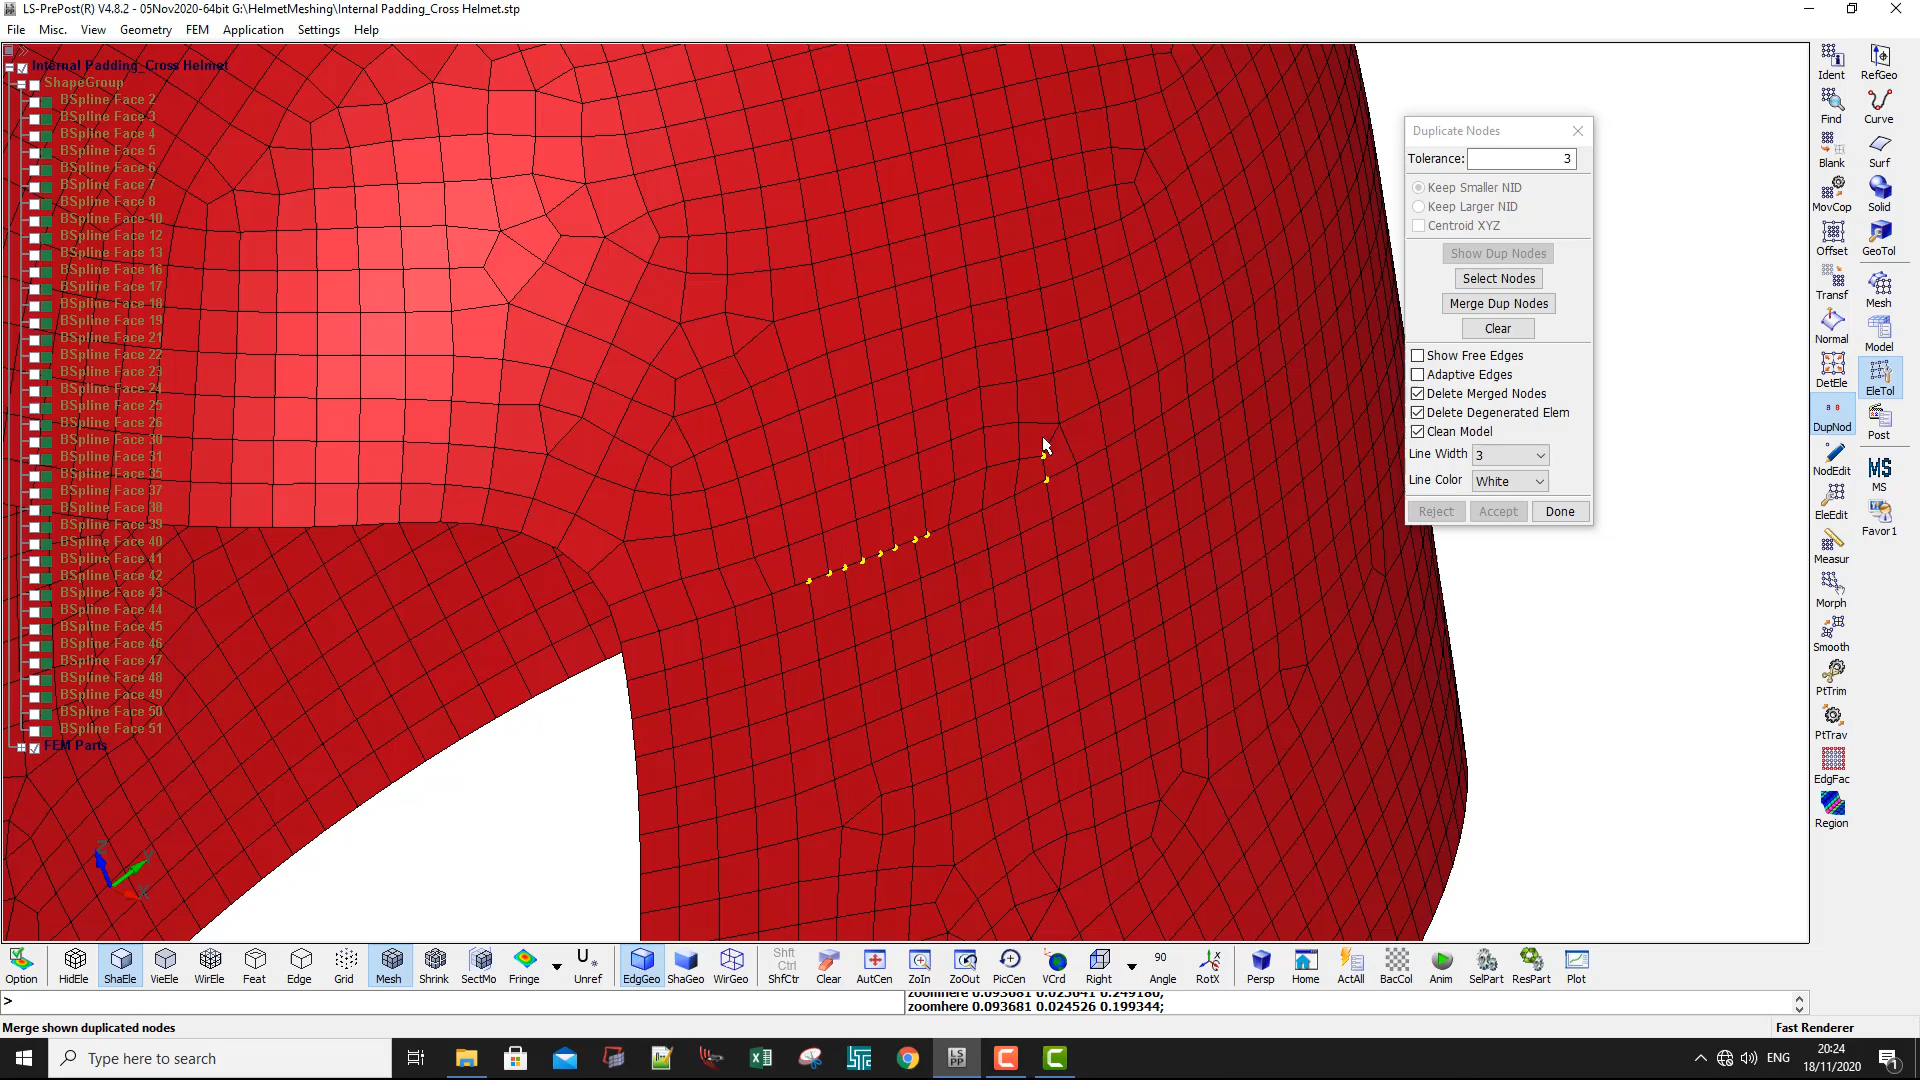 LS-PrePost(R) V4.8.2 - 05Nov2020-64bit G:\HelmetMeshing\Internal Padding_Cross Helmet.stp
File Misc. View Geometry FEM Application Settings Help
Internal Padding_Cross Helmet
ShapeGroup
BSpline Face 2
BSpline Face 3
BSpline Face 4
BSpline Face 5
BSpline Face 6
BSpline Face 7
BSpline Face 8
BSpline Face 10
BSpline Face 12
BSpline Face 13
BSpline Face 16
BSpline Face 17
BSpline Face 18
BSpline Face 19
BSpline Face 21
BSpline Face 22
BSpline Face 23
BSpline Face 24
BSpline Face 25
BSpline Face 26
BSpline Face 30
BSpline Face 31
BSpline Face 35
BSpline Face 37
BSpline Face 38
BSpline Face 39
BSpline Face 40
BSpline Face 41
BSpline Face 42
BSpline Face 43
BSpline Face 44
BSpline Face 45
BSpline Face 46
BSpline Face 47
BSpline Face 48
BSpline Face 49
BSpline Face 50
BSpline Face 51
FEM Parts
Z Y X
Duplicate Nodes
Tolerance: 3
Keep Smaller NID
Keep Larger NID
Centroid XYZ
Show Dup Nodes
Select Nodes
Merge Dup Nodes
Clear
Show Free Edges
Adaptive Edges
Delete Merged Nodes
Delete Degenerated Elem
Clean Model
Line Width 3
Line Color White
Reject Accept Done
Ident RefGeo
Find Curve
Blank Surf
MovCop Solid
Offset GeoTol
Transf Mesh
Normal Model
DetEle EleTol
DupNod Post
NodEdit MS
MS
EleEdit Favor1
Measur
Morph
Smooth
PtTrim
PtTrav
EdgFac
Region
Option HidEle ShaEle VieEle WirEle Feat Edge Grid Mesh Shrink SectMo Fringe Unref EdgGeo ShaGeo WirGeo ShfCtr Clear AutCen ZoIn ZoOut PicCen VCrd Right Angle RotX Persp Home ActAll BacCol Anim SelPart ResPart Plot
U
Shft
Ctrl
90
>
zoomhere 0.093681 0.024526 0.199344;
Merge shown duplicated nodes
Fast Renderer
Type here to search
LS
PP
ENG
20:24
18/11/2020
1